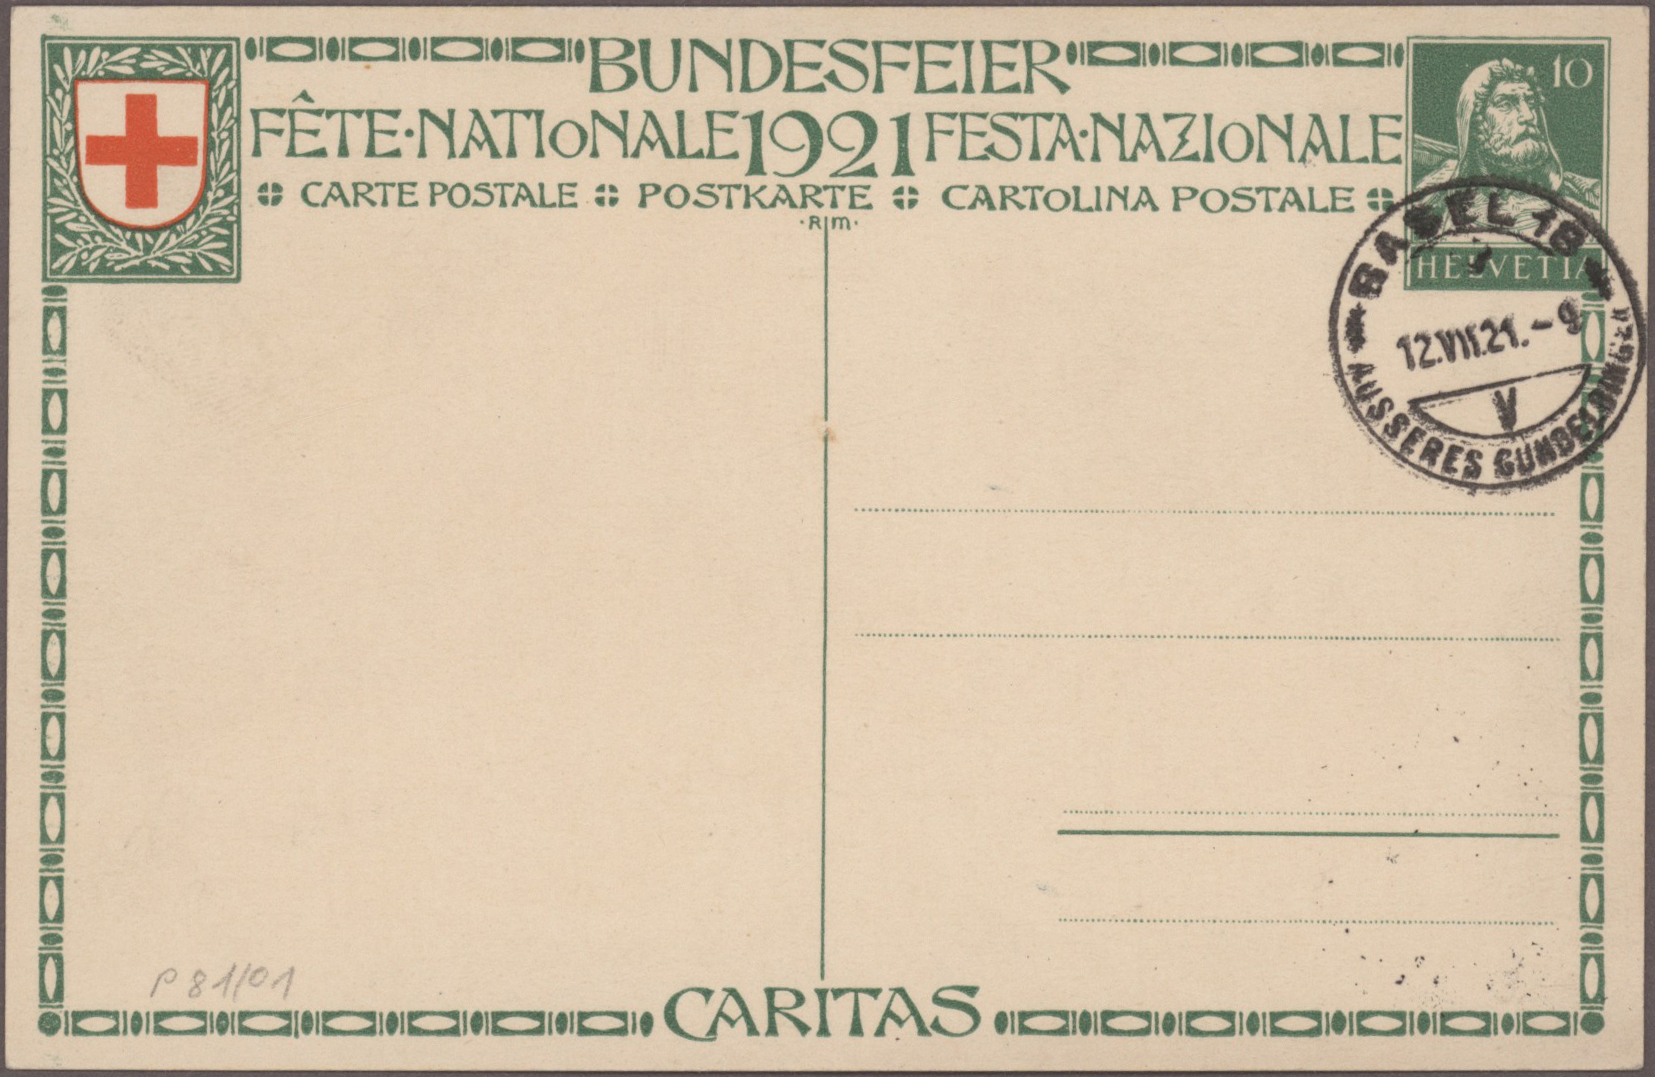 BUNDESFEIER
FÊTE·NATIONALE 1921 FESTA·NAZIONALE
CARTE POSTALE POSTKARTE CARTOLINA POSTALE
·R M·
10
HELVETIA
BASEL 18
12.VII.21.-9
V
AUSSERES GUNDELDINGEN
P 81/01
CARITAS